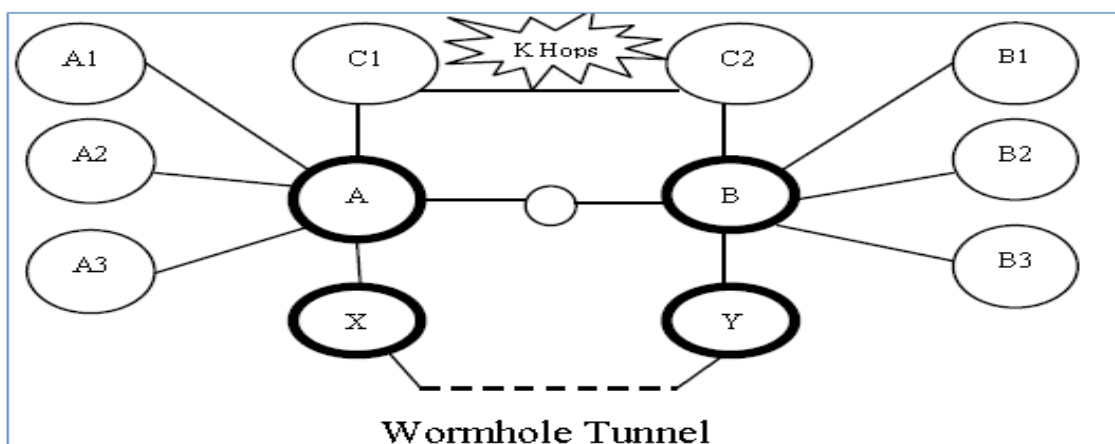 A1
C1
K Hops
C2
B1
A2
B2
A
B
A3
B3
X
Y
Wormhole Tunnel